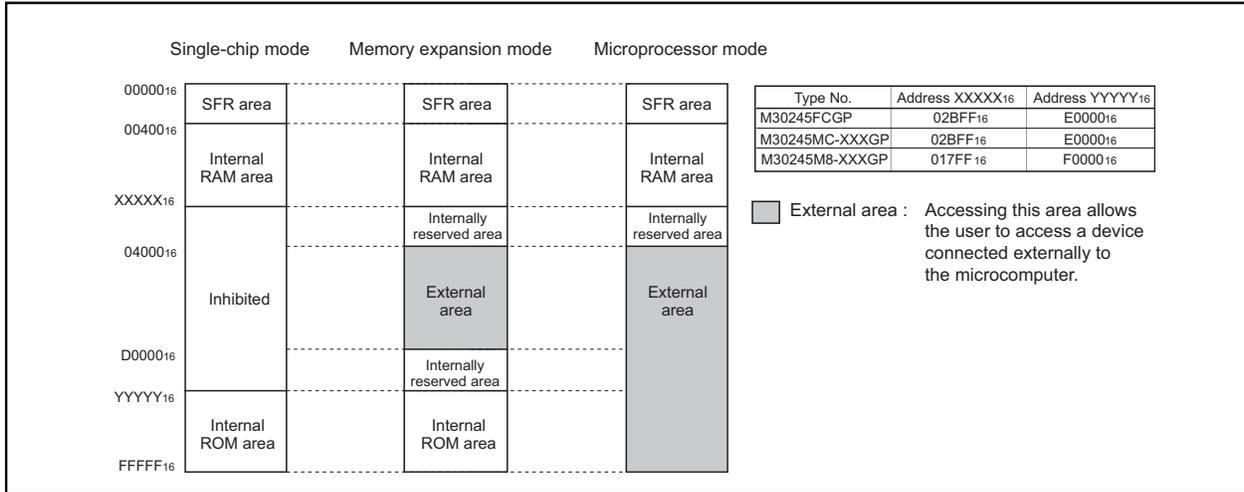 Single-chip mode Memory expansion mode Microprocessor mode
00000₁₆
SFR area SFR area SFR area
00400₁₆
Internal
RAM area
Internal
RAM area
Internal
RAM area
XXXXX₁₆
Internally
reserved area
Internally
reserved area
04000₁₆
Inhibited
External
area
External
area
D0000₁₆
Internally
reserved area
YYYYY₁₆
Internal
ROM area
Internal
ROM area
FFFFF₁₆
Type No. Address XXXXX₁₆ Address YYYYY₁₆
M30245FCGP 02BFF₁₆ E0000₁₆
M30245MC-XXXGP 02BFF₁₆ E0000₁₆
M30245M8-XXXGP 017FF₁₆ F0000₁₆
External area : Accessing this area allows
the user to access a device
connected externally to
the microcomputer.